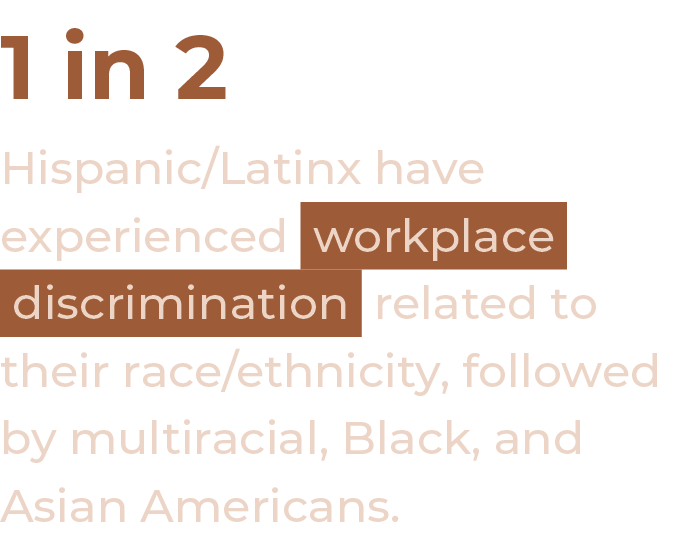 1 in 2
Hispanic/Latinx have
experienced workplace
discrimination related to
their race/ethnicity, followed
by multiracial, Black, and
Asian Americans.